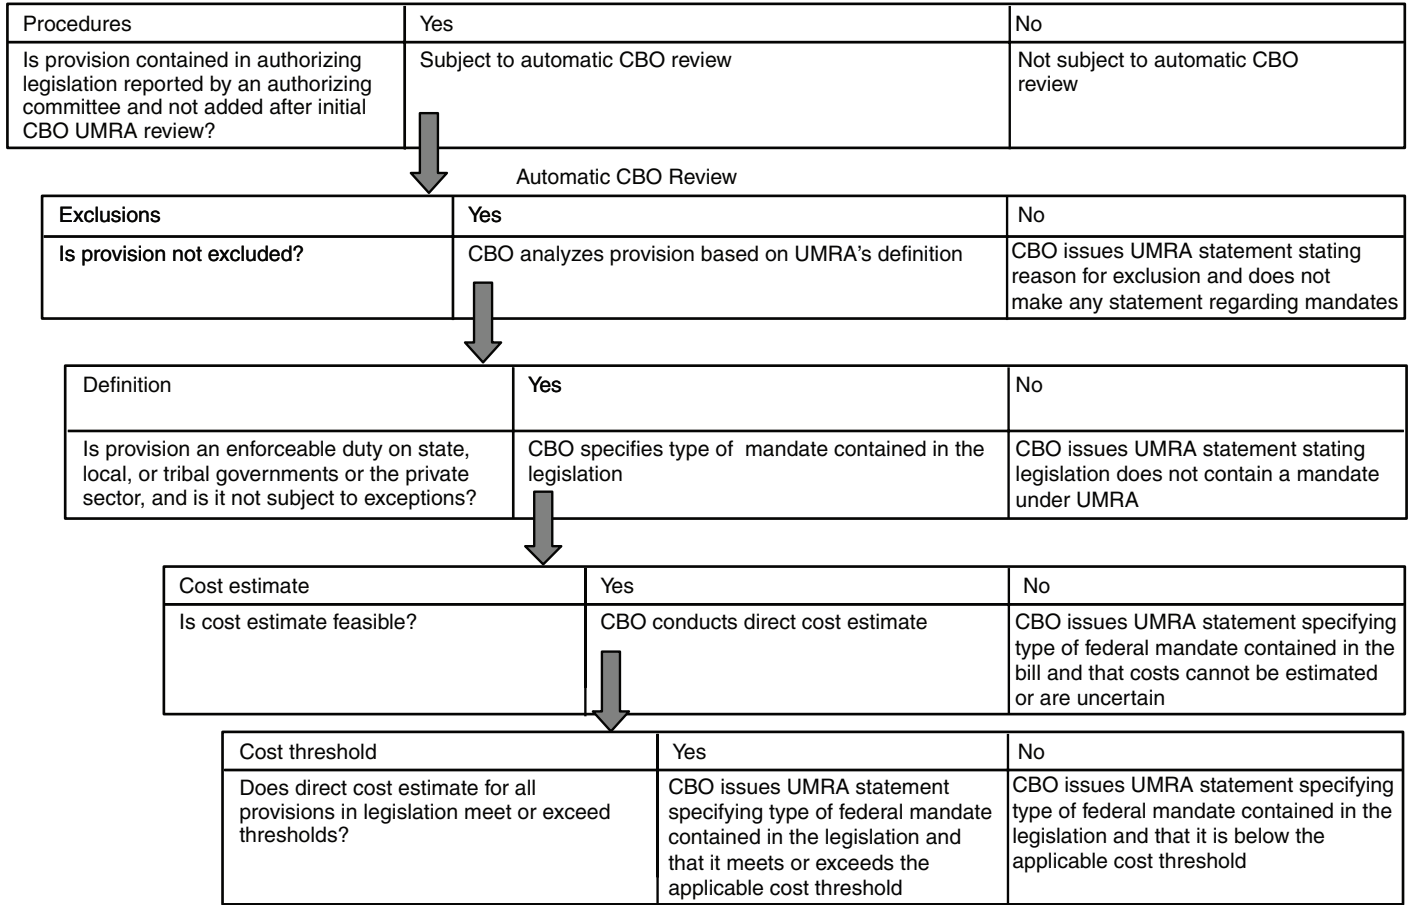 Procedures
Yes
No
Is provision contained in authorizing
legislation reported by an authorizing
committee and not added after initial
CBO UMRA review?
Subject to automatic CBO review
Not subject to automatic CBO
review
Automatic CBO Review
Exclusions
Yes
No
Is provision not excluded?
CBO analyzes provision based on UMRA's definition
CBO issues UMRA statement stating
reason for exclusion and does not
make any statement regarding mandates
Definition
Yes
No
Is provision an enforceable duty on state,
local, or tribal governments or the private
sector, and is it not subject to exceptions?
CBO specifies type of mandate contained in the
legislation
CBO issues UMRA statement stating
legislation does not contain a mandate
under UMRA
Cost estimate
Yes
No
Is cost estimate feasible?
CBO conducts direct cost estimate
CBO issues UMRA statement specifying
type of federal mandate contained in the
bill and that costs cannot be estimated
or are uncertain
Cost threshold
Yes
No
Does direct cost estimate for all
provisions in legislation meet or exceed
thresholds?
CBO issues UMRA statement
specifying type of federal mandate
contained in the legislation and
that it meets or exceeds the
applicable cost threshold
CBO issues UMRA statement specifying
type of federal mandate contained in the
legislation and that it is below the
applicable cost threshold